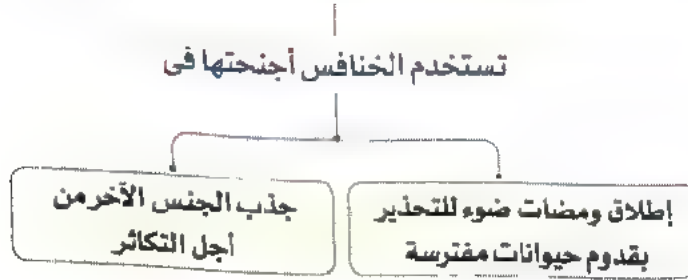 تستخدم الخنافس أجنحتها فى
إطلاق ومضات ضوء للتحذير
بقدوم حيوانات مفترسة
جذب الجنس الآخر من
أجل التكاثر